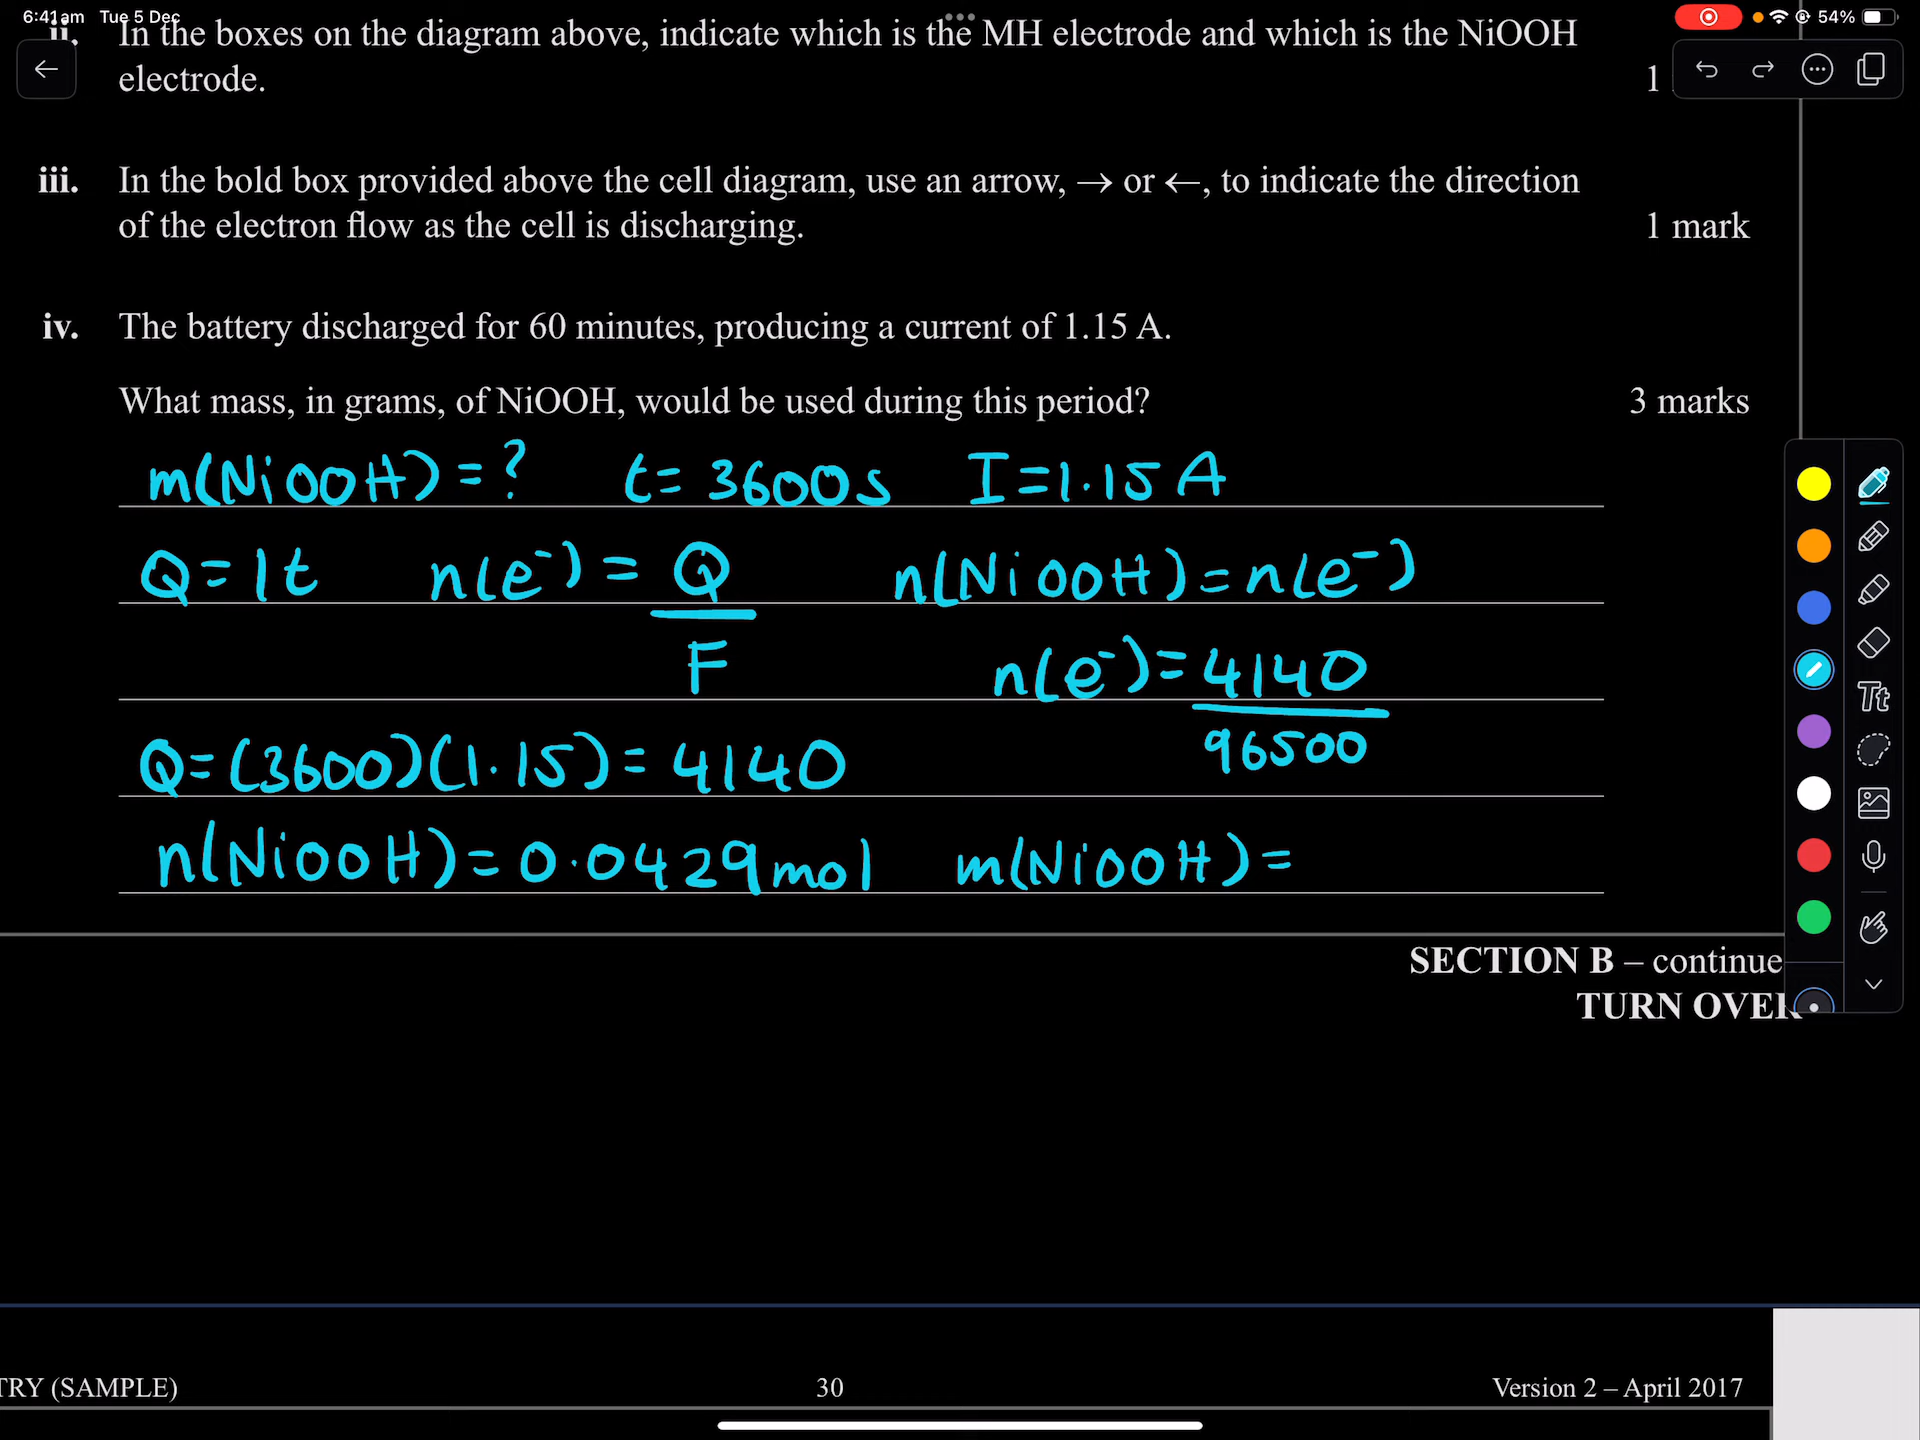 6:41am Tue 5 Dec
54%
ii. In the boxes on the diagram above, indicate which is the MH electrode and which is the NiOOH
electrode. 1
iii. In the bold box provided above the cell diagram, use an arrow, → or ←, to indicate the direction
of the electron flow as the cell is discharging. 1 mark
iv. The battery discharged for 60 minutes, producing a current of 1.15 A.
What mass, in grams, of NiOOH, would be used during this period? 3 marks
m(NiOOH) = ? t = 3600s I = 1.15 A
Q = It n(e⁻) = Q n(NiOOH) = n(e⁻)
F n(e⁻) = 4140
96500
Q = (3600)(1.15) = 4140
n(NiOOH) = 0.0429 mol m(NiOOH) =
SECTION B – continue
TURN OVER
Tt
TRY (SAMPLE) 30 Version 2 – April 2017